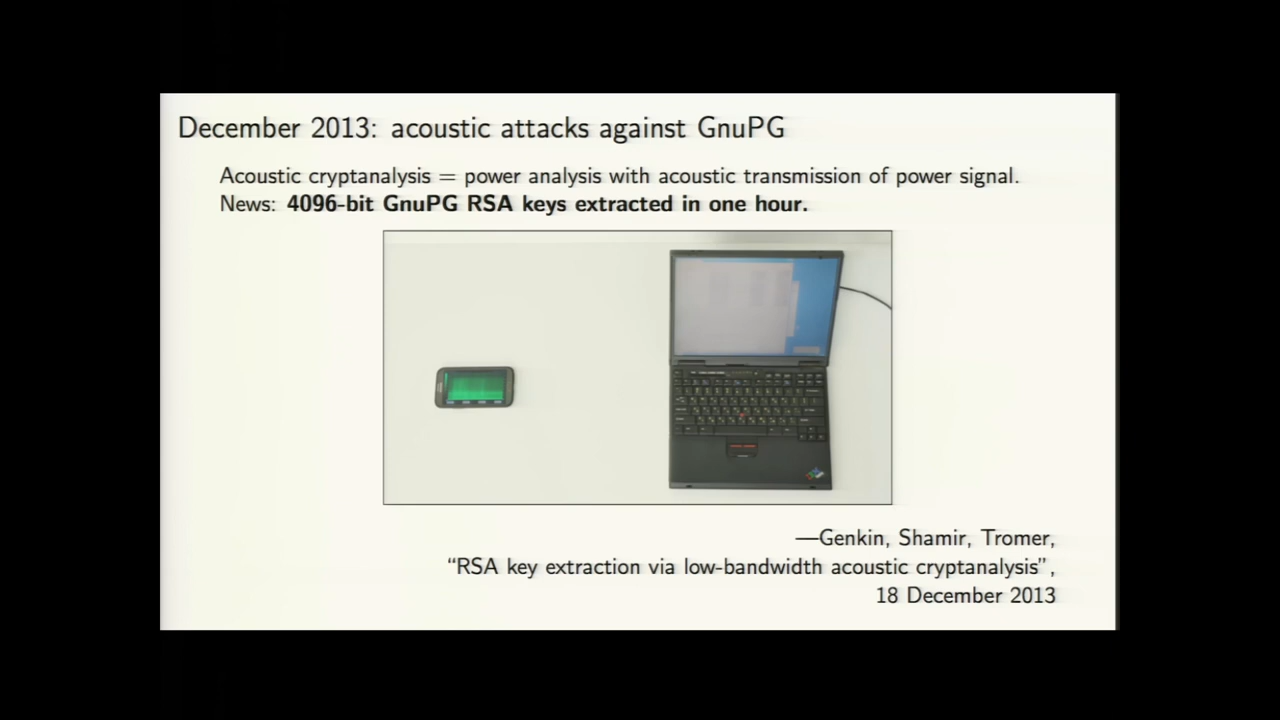 December 2013: acoustic attacks against GnuPG
Acoustic cryptanalysis = power analysis with acoustic transmission of power signal.
News: 4096-bit GnuPG RSA keys extracted in one hour.
—Genkin, Shamir, Tromer,
“RSA key extraction via low-bandwidth acoustic cryptanalysis”,
18 December 2013